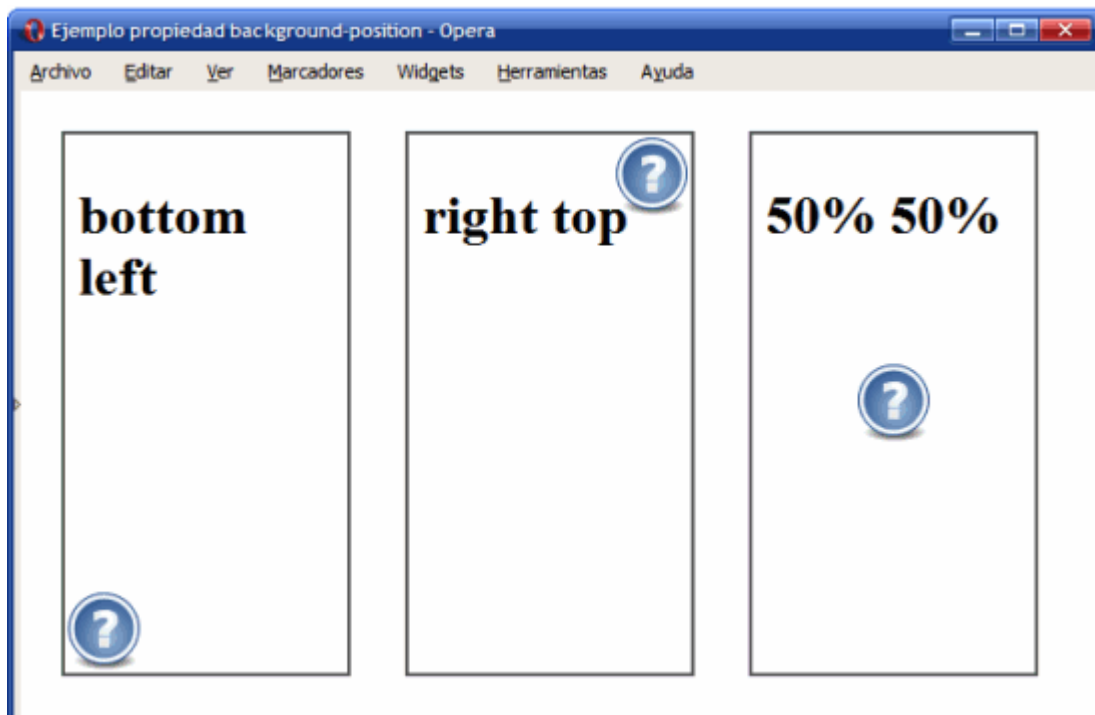 Ejemplo propiedad background-position - Opera
Archivo Editar Ver Marcadores Widgets Herramientas Ayuda
bottom
left
right top
50% 50%
?
?
?